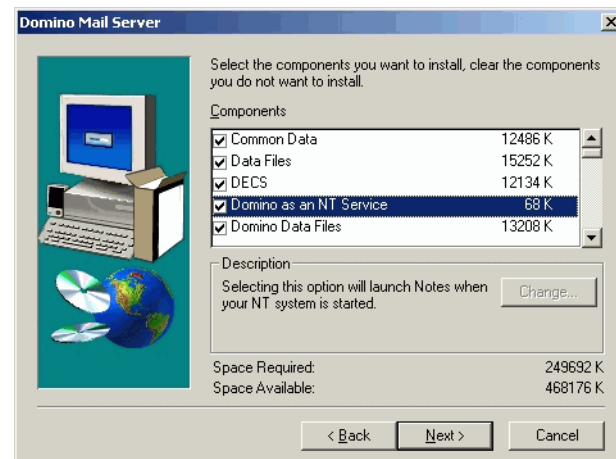 Domino Mail Server
Select the components you want to install, clear the components
you do not want to install.
Components
Common Data 12486 K
Data Files 15252 K
DECS 12134 K
Domino as an NT Service 68 K
Domino Data Files 13208 K
Description
Selecting this option will launch Notes when
your NT system is started.
Change...
Space Required: 249692 K
Space Available: 468176 K
< Back Next > Cancel